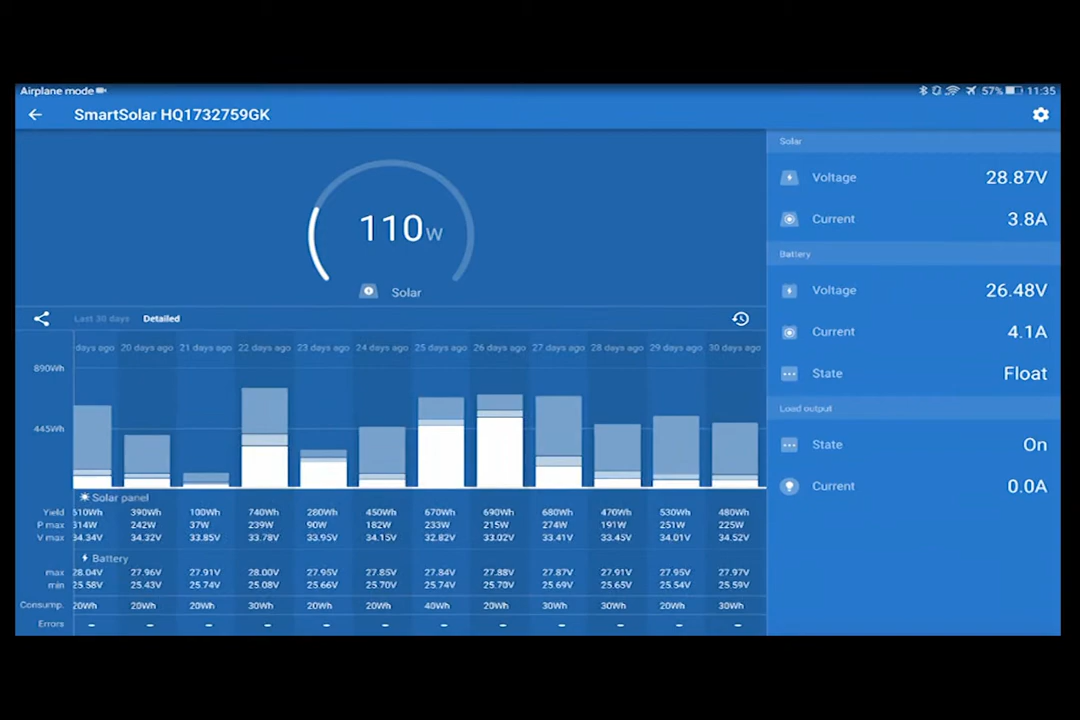 Airplane mode 57% 11:35
SmartSolar HQ1732759GK
110W
Solar
Last 30 days Detailed
days ago 20 days ago 21 days ago 22 days ago 23 days ago 24 days ago 25 days ago 26 days ago 27 days ago 28 days ago 29 days ago 30 days ago
890Wh
445Wh
Solar panel
Yield 510Wh 390Wh 100Wh 740Wh 280Wh 450Wh 670Wh 690Wh 680Wh 470Wh 530Wh 480Wh
P max 314W 242W 37W 239W 90W 182W 233W 215W 274W 191W 251W 225W
V max 34.34V 34.32V 33.85V 33.78V 33.95V 34.15V 32.82V 33.02V 33.41V 33.45V 34.01V 34.52V
Battery
max 28.04V 27.96V 27.91V 28.00V 27.95V 27.85V 27.84V 27.88V 27.87V 27.91V 27.95V 27.97V
min 25.58V 25.43V 25.74V 25.08V 25.66V 25.70V 25.74V 25.70V 25.69V 25.65V 25.54V 25.59V
Consump. 20Wh 20Wh 20Wh 30Wh 20Wh 20Wh 40Wh 20Wh 30Wh 30Wh 20Wh 30Wh
Errors – – – – – – – – – – – –
Solar
Voltage 28.87V
Current 3.8A
Battery
Voltage 26.48V
Current 4.1A
State Float
Load output
State On
Current 0.0A